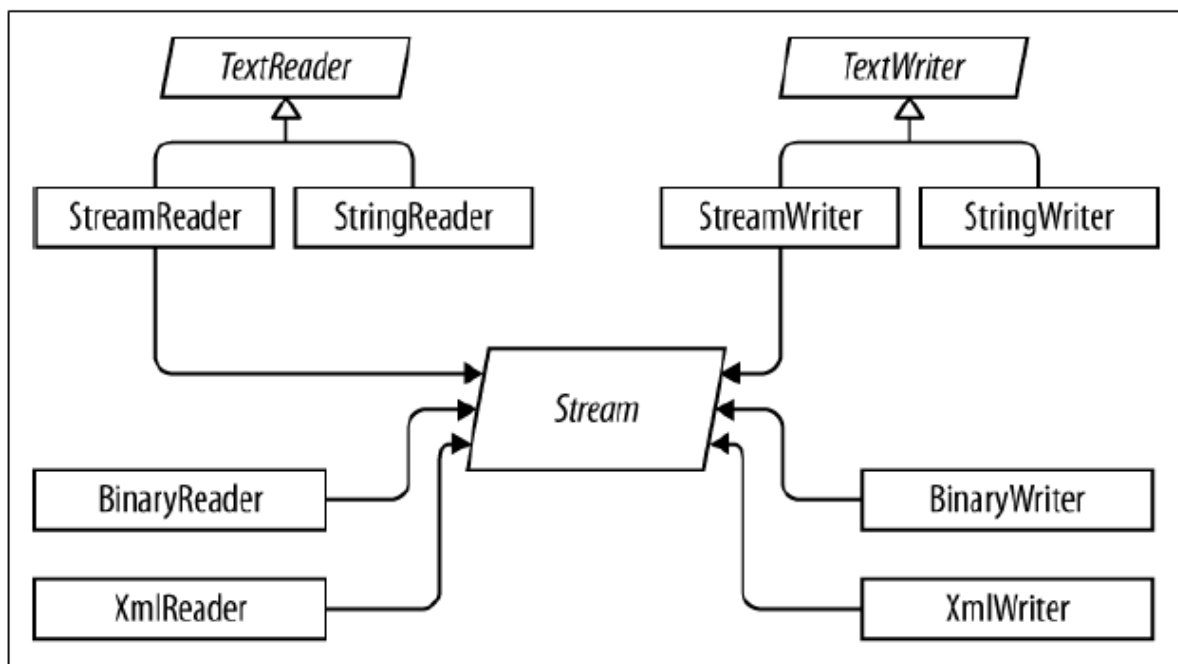 TextReader
TextWriter
StreamReader
StringReader
StreamWriter
StringWriter
Stream
BinaryReader
BinaryWriter
XmlReader
XmlWriter